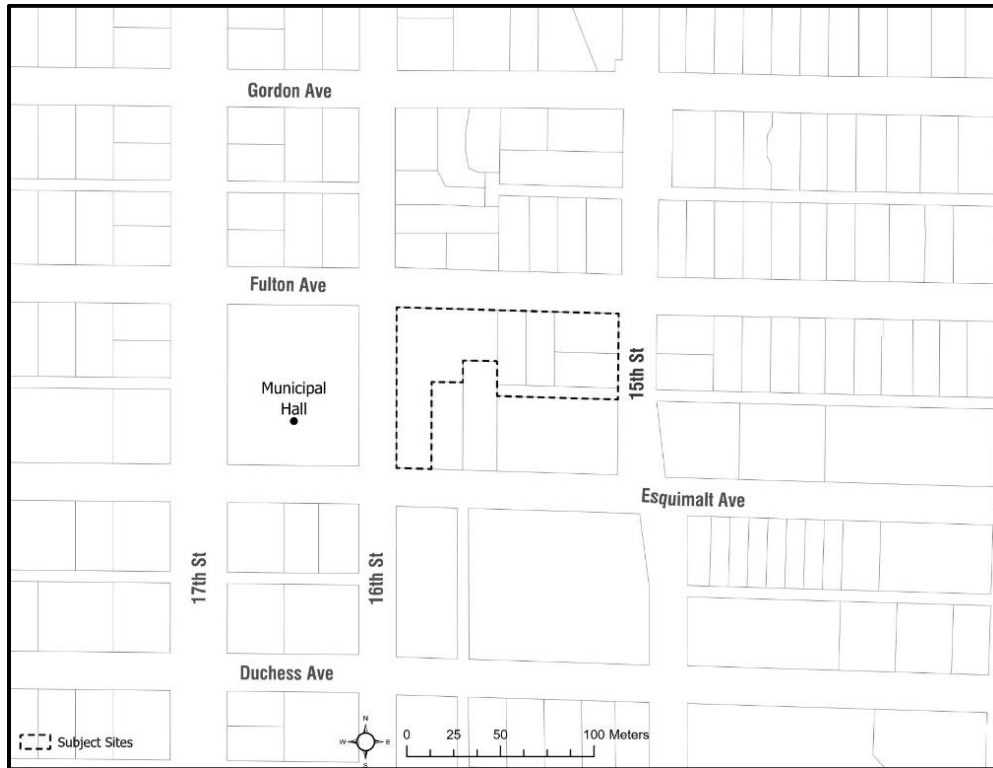 Gordon Ave
Fulton Ave
Municipal
Hall
15th St
Esquimalt Ave
17th St
16th St
Duchess Ave
Subject Sites
N
W E
S
0 25 50 100 Meters